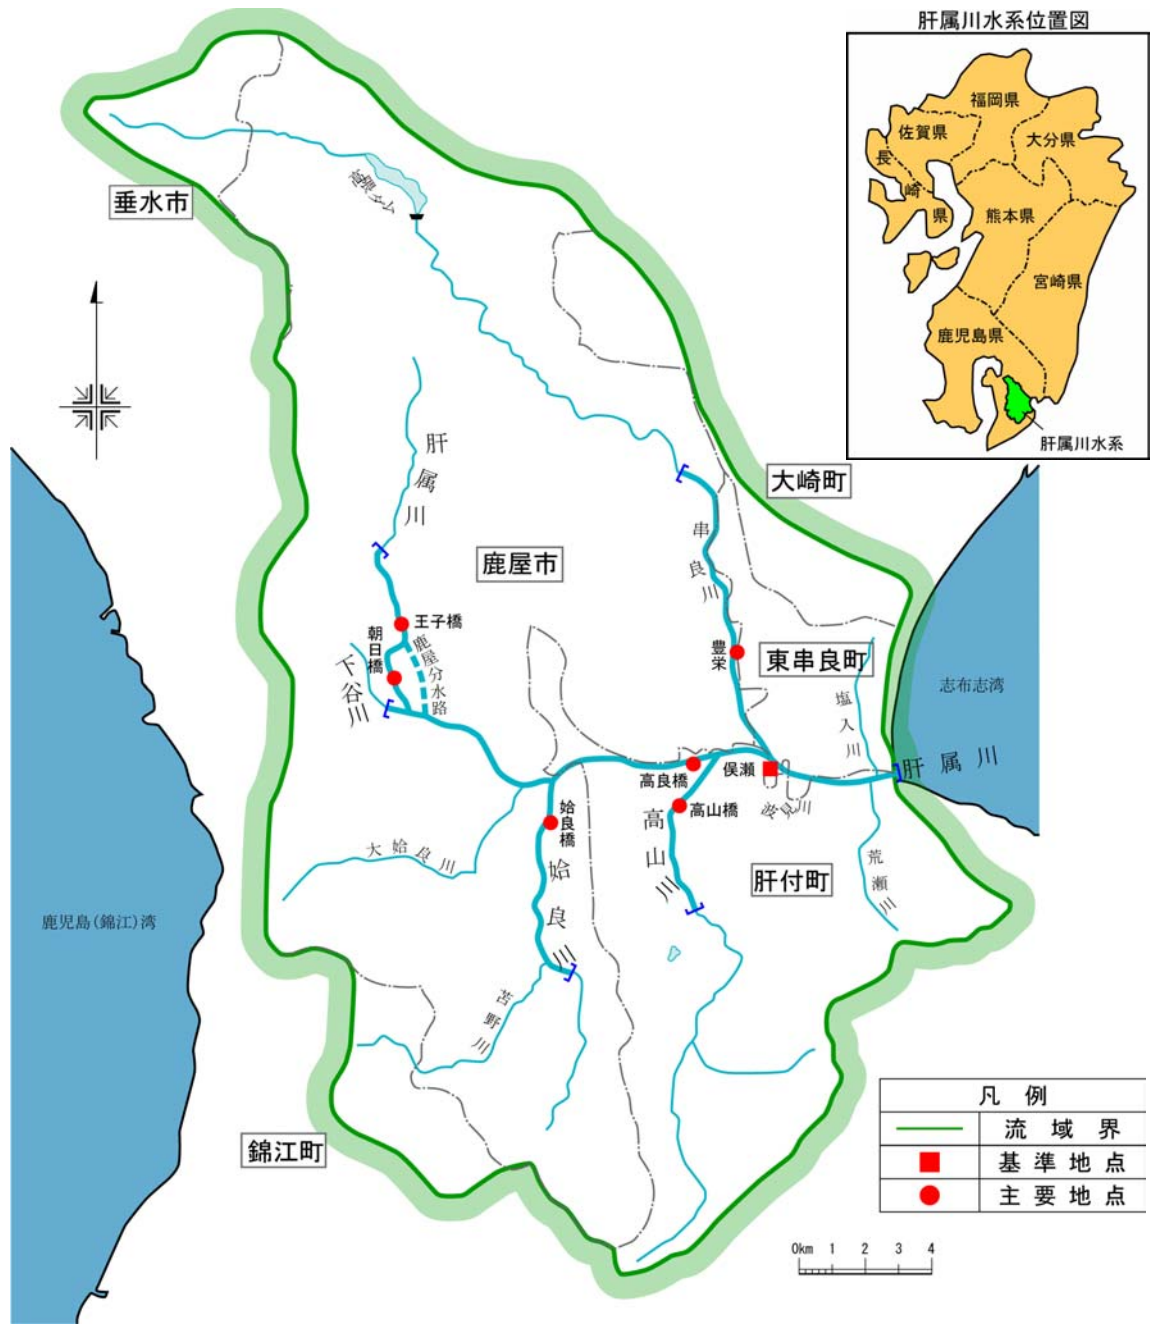 肝属川水系位置図
福岡県
佐賀県
大分県
長崎県
熊本県
宮崎県
鹿児島県
肝属川水系
垂水市
高隈ダム
肝属川
大崎町
鹿屋市
串良川
王子橋
朝日橋
鹿屋分水路
下谷川
豊栄
東串良町
志布志湾
塩入川
肝属川
俣瀬
高良橋
波見川
高山橋
姶良橋
高山川
大姶良川
姶良川
肝付町
荒瀬川
鹿児島(錦江)湾
苫野川
錦江町
凡例
流域界
基準地点
主要地点
0km 1 2 3 4